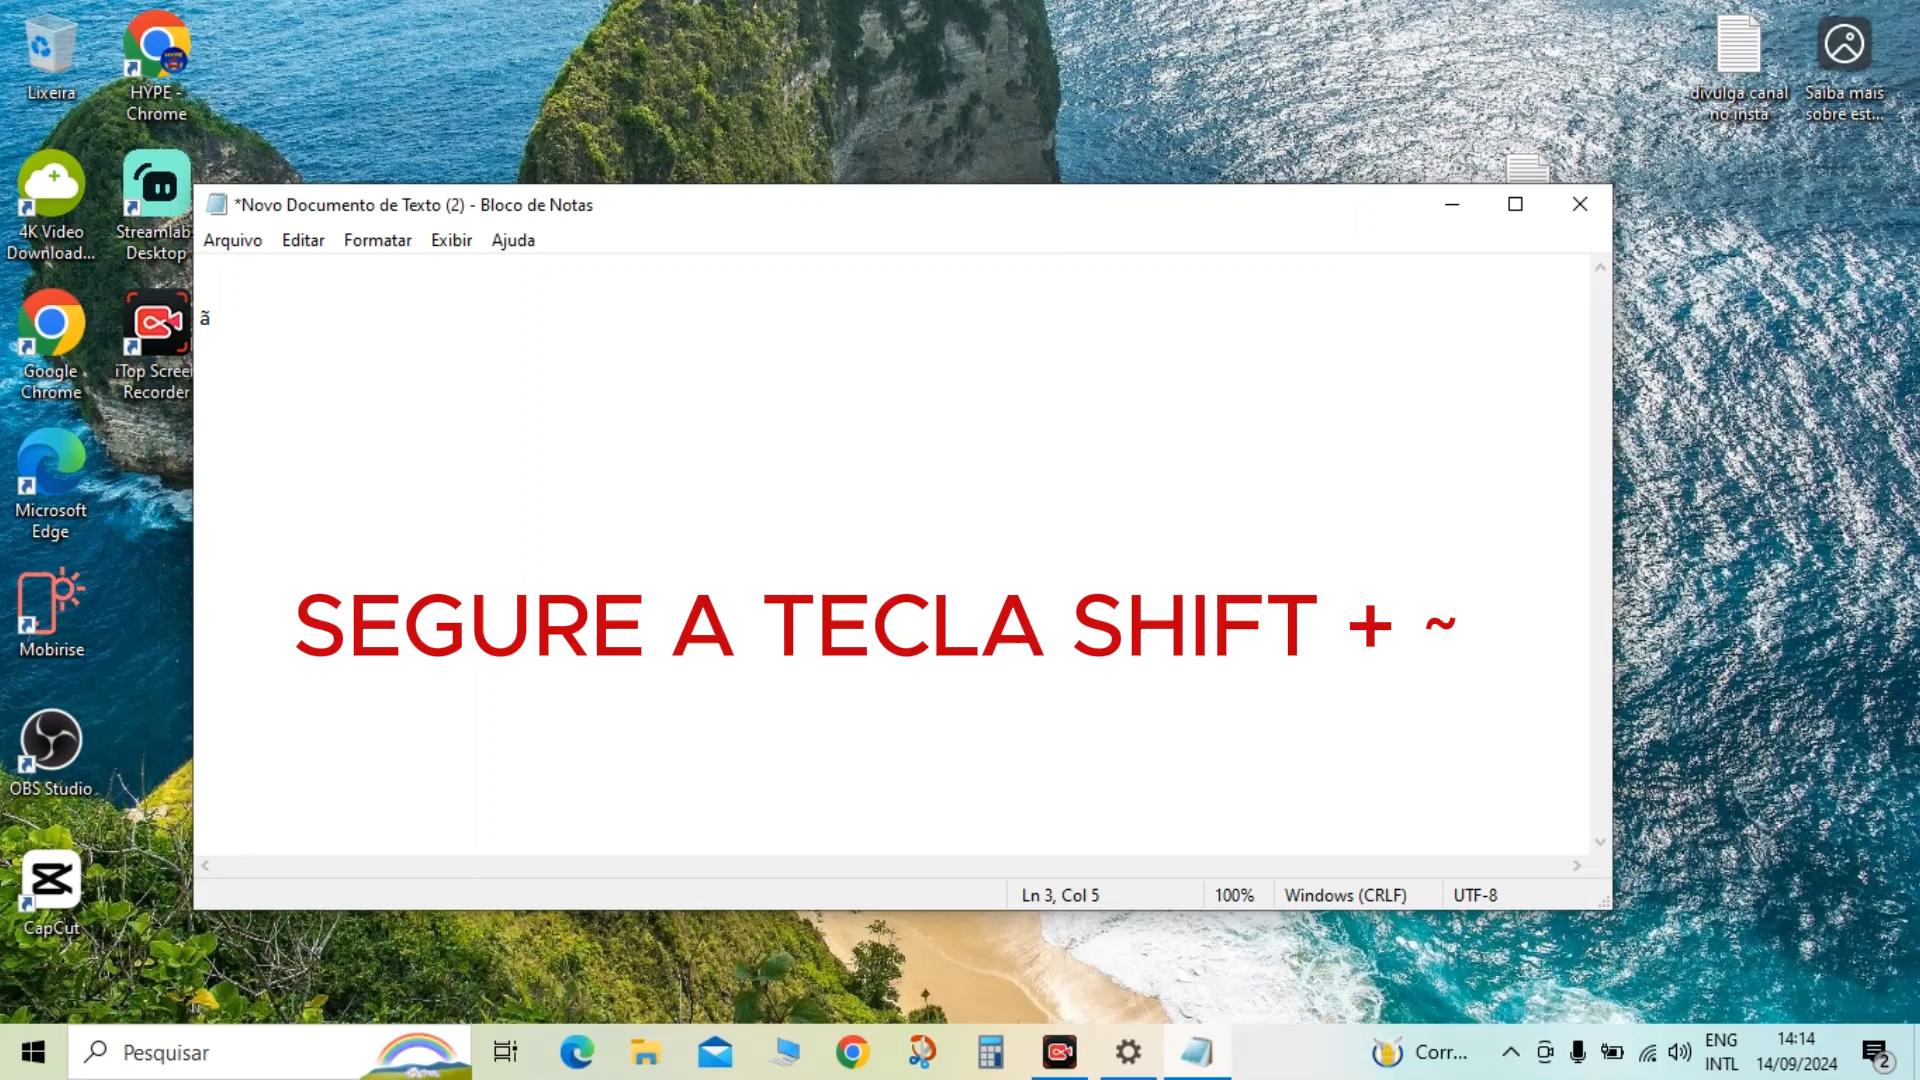 Lixeira
HYPE -
Chrome
divulga canal
no insta
Saiba mais
sobre est...
4K Video
Download...
Streamlab
Desktop
*Novo Documento de Texto (2) - Bloco de Notas
Arquivo Editar Formatar Exibir Ajuda
ã
Google
Chrome
iTop Scree
Recorder
Microsoft
Edge
SEGURE A TECLA SHIFT + ~
Mobirise
OBS Studio
CapCut
Ln 3, Col 5
100%
Windows (CRLF)
UTF-8
Pesquisar
Corr...
ENG
INTL
14:14
14/09/2024
2